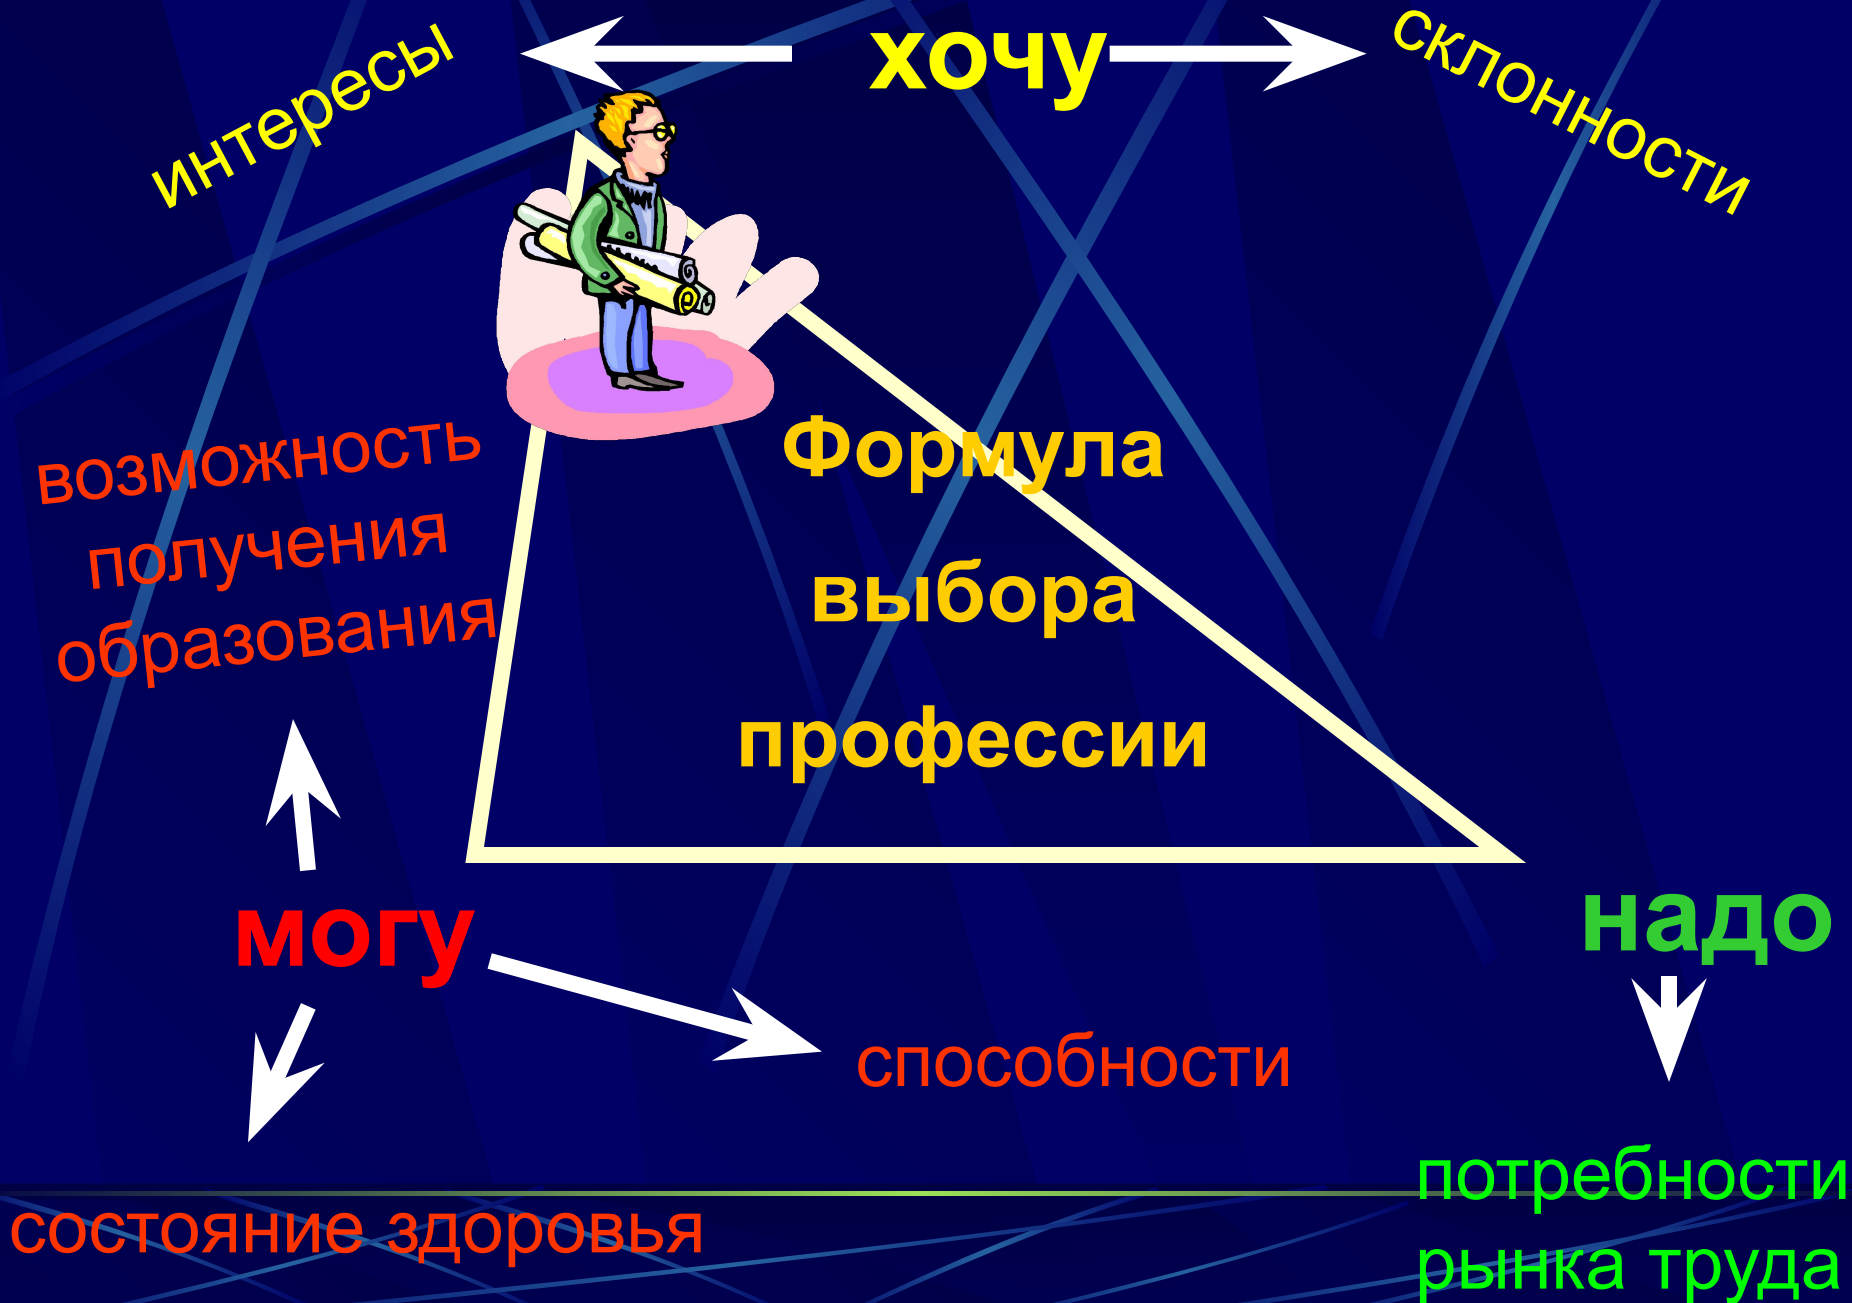 интересы
хочу
склонности
возможность
получения
образования
Формула
выбора
профессии
могу
надо
способности
состояние здоровья
потребности
рынка труда